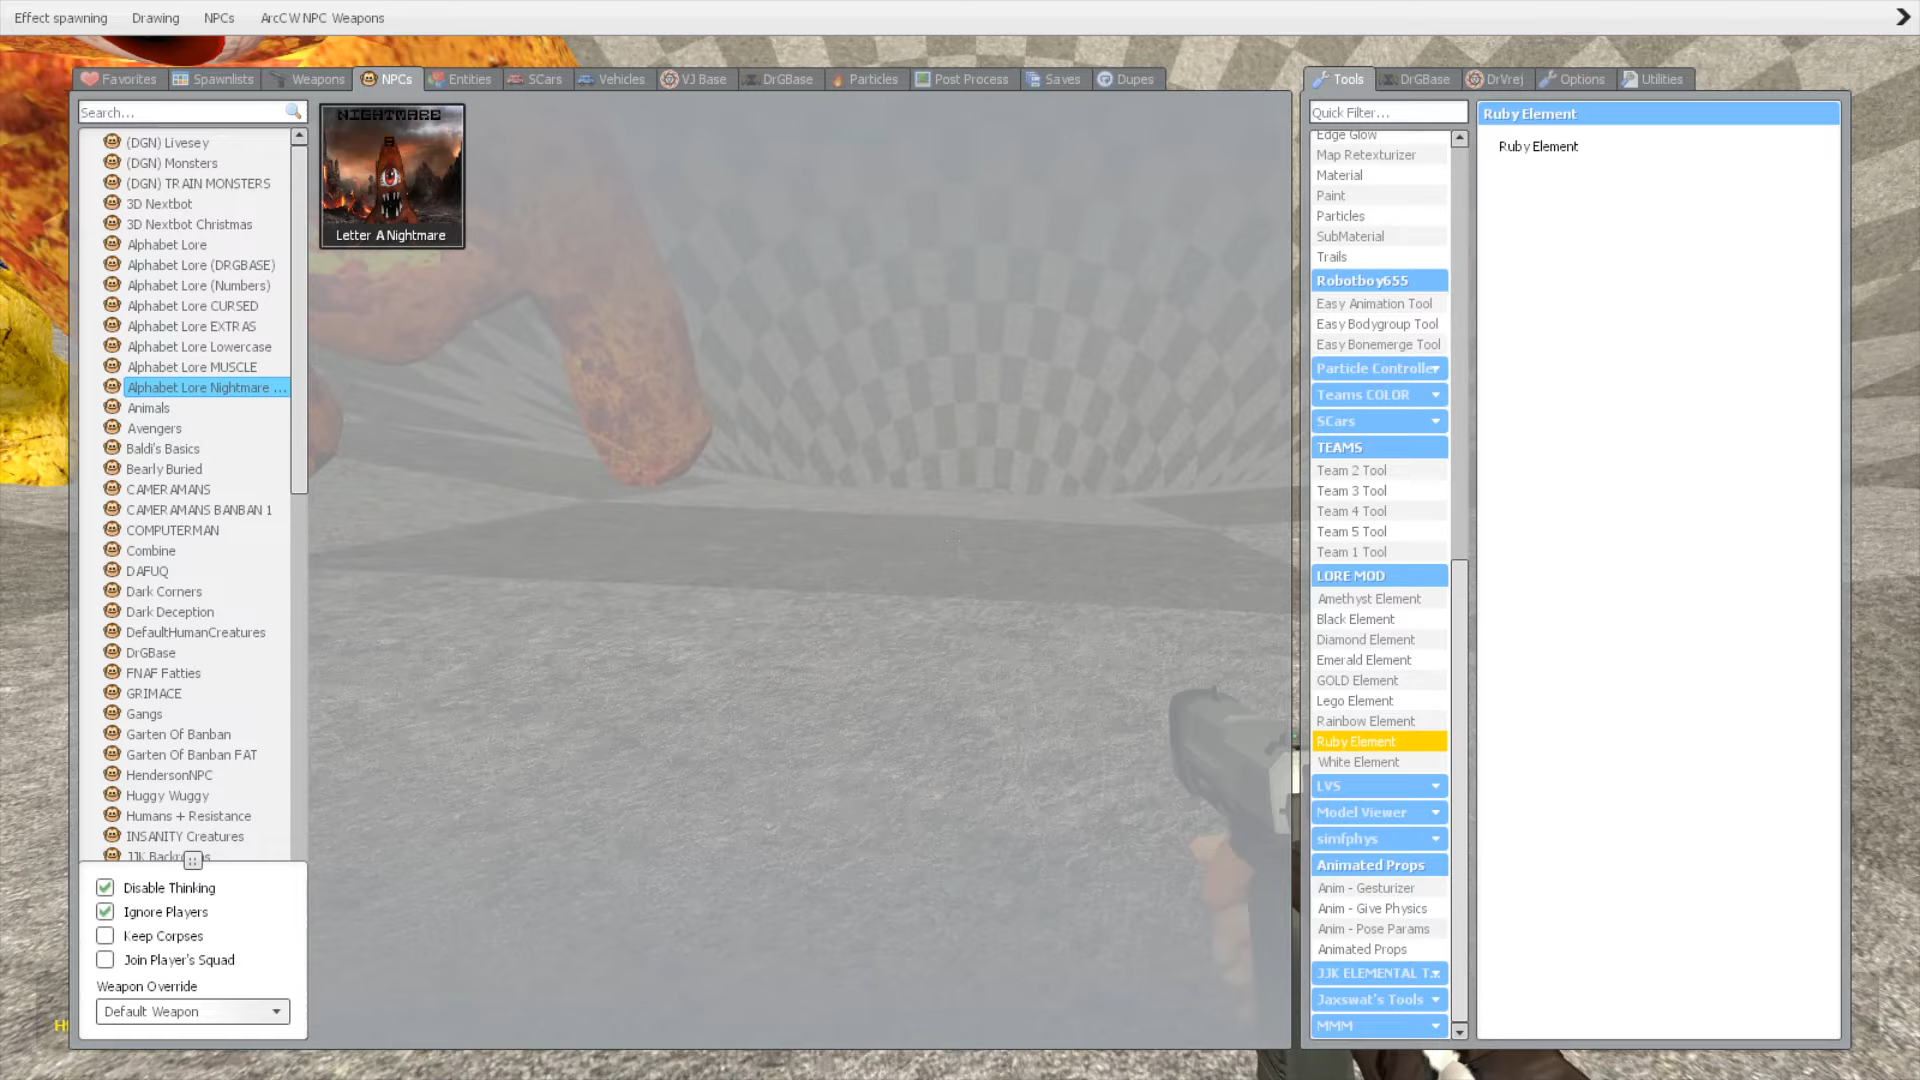 Effect spawning Drawing NPCs ArcCW NPC Weapons
Favorites Spawnlists Weapons NPCs Entities SCars Vehicles VJ Base DrGBase Particles Post Process Saves Dupes
Search...
(DGN) Livesey
(DGN) Monsters
(DGN) TRAIN MONSTERS
3D Nextbot
3D Nextbot Christmas
Alphabet Lore
Alphabet Lore (DRGBASE)
Alphabet Lore (Numbers)
Alphabet Lore CURSED
Alphabet Lore EXTRAS
Alphabet Lore Lowercase
Alphabet Lore MUSCLE
Alphabet Lore Nightmare ...
Animals
Avengers
Baldi's Basics
Bearly Buried
CAMERAMANS
CAMERAMANS BANBAN 1
COMPUTERMAN
Combine
DAFUQ
Dark Corners
Dark Deception
DefaultHumanCreatures
DrGBase
FNAF Fatties
GRIMACE
Gangs
Garten Of Banban
Garten Of Banban FAT
HendersonNPC
Huggy Wuggy
Humans + Resistance
INSANITY Creatures
Disable Thinking
Ignore Players
Keep Corpses
Join Player's Squad
Weapon Override
Default Weapon
NIGHTMARE
Letter A Nightmare
Tools DrGBase DrVrej Options Utilities
Quick Filter...
Edge Glow
Map Retexturizer
Material
Paint
Particles
SubMaterial
Trails
Robotboy655
Easy Animation Tool
Easy Bodygroup Tool
Easy Bonemerge Tool
Particle Controlle
Teams COLOR
SCars
TEAMS
Team 2 Tool
Team 3 Tool
Team 4 Tool
Team 5 Tool
Team 1 Tool
LORE MOD
Amethyst Element
Black Element
Diamond Element
Emerald Element
GOLD Element
Lego Element
Rainbow Element
Ruby Element
White Element
LVS
Model Viewer
simfphys
Animated Props
Anim - Gesturizer
Anim - Give Physics
Anim - Pose Params
Animated Props
JJK ELEMENTAL T...
Jaxswat's Tools
MMM
Ruby Element
Ruby Element